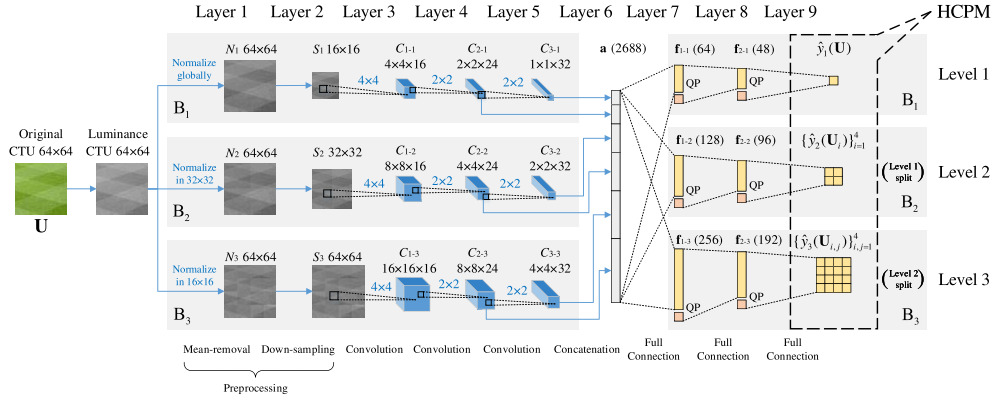 Layer 1 Layer 2 Layer 3 Layer 4 Layer 5 Layer 6 Layer 7 Layer 8 Layer 9
HCPM
Original
CTU 64×64
U
Luminance
CTU 64×64
Normalize
globally
N1 64×64
S1 16×16
C1-1
4×4×16
C2-1
2×2×24
C3-1
1×1×32
4×4
2×2
2×2
B1
Normalize
in 32×32
N2 64×64
S2 32×32
C1-2
8×8×16
C2-2
4×4×24
C3-2
2×2×32
4×4
2×2
2×2
B2
Normalize
in 16×16
N3 64×64
S3 64×64
C1-3
16×16×16
C2-3
8×8×24
C3-3
4×4×32
4×4
2×2
2×2
B3
a (2688)
f1-1 (64)
f2-1 (48)
ŷ1(U)
QP
QP
B1
Level 1
f1-2 (128)
f2-2 (96)
{ŷ2(Ui)}4i=1
QP
QP
(Level 1
split)
B2
Level 2
f1-3 (256)
f2-3 (192)
{ŷ3(Ui,j)}4i,j=1
QP
QP
(Level 2
split)
B3
Level 3
Mean-removal
Down-sampling
Convolution
Convolution
Convolution
Concatenation
Full
Connection
Full
Connection
Full
Connection
Preprocessing